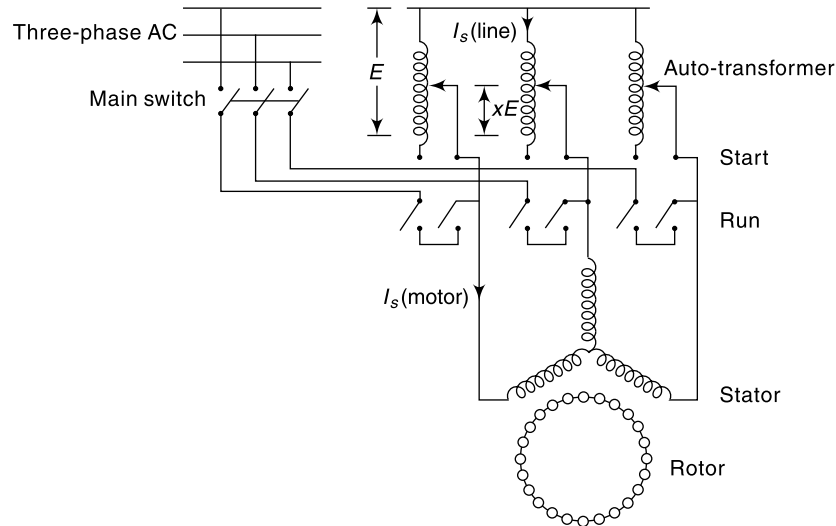 Three-phase AC
Main switch
E
Iₛ(line)
xE
Auto-transformer
Start
Run
Iₛ(motor)
Stator
Rotor